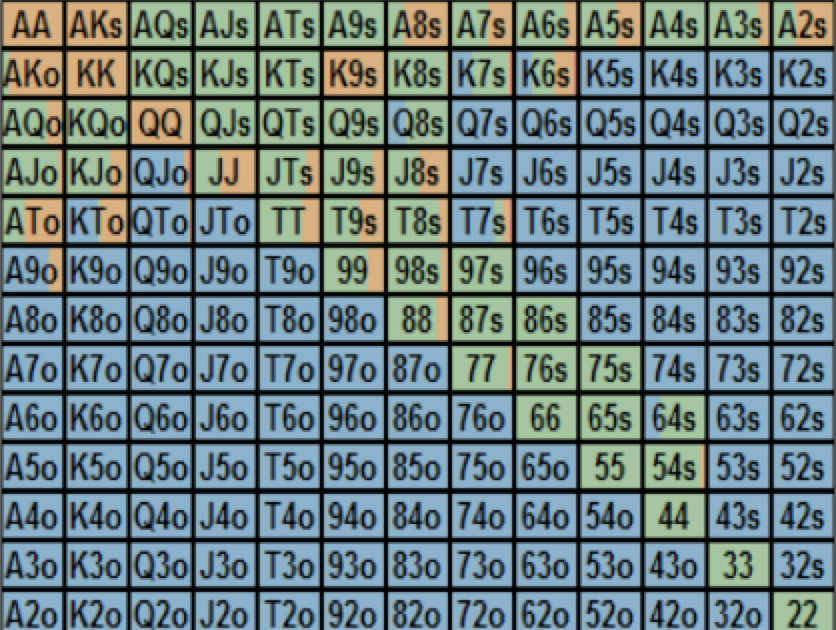 AA AKs AQs AJs ATs A9s A8s A7s A6s A5s A4s A3s A2s
AKo KK KQs KJs KTs K9s K8s K7s K6s K5s K4s K3s K2s
AQo KQo QQ QJs QTs Q9s Q8s Q7s Q6s Q5s Q4s Q3s Q2s
AJo KJo QJo JJ JTs J9s J8s J7s J6s J5s J4s J3s J2s
ATo KTo QTo JTo TT T9s T8s T7s T6s T5s T4s T3s T2s
A9o K9o Q9o J9o T9o 99 98s 97s 96s 95s 94s 93s 92s
A8o K8o Q8o J8o T8o 98o 88 87s 86s 85s 84s 83s 82s
A7o K7o Q7o J7o T7o 97o 87o 77 76s 75s 74s 73s 72s
A6o K6o Q6o J6o T6o 96o 86o 76o 66 65s 64s 63s 62s
A5o K5o Q5o J5o T5o 95o 85o 75o 65o 55 54s 53s 52s
A4o K4o Q4o J4o T4o 94o 84o 74o 64o 54o 44 43s 42s
A3o K3o Q3o J3o T3o 93o 83o 73o 63o 53o 43o 33 32s
A2o K2o Q2o J2o T2o 92o 82o 72o 62o 52o 42o 32o 22